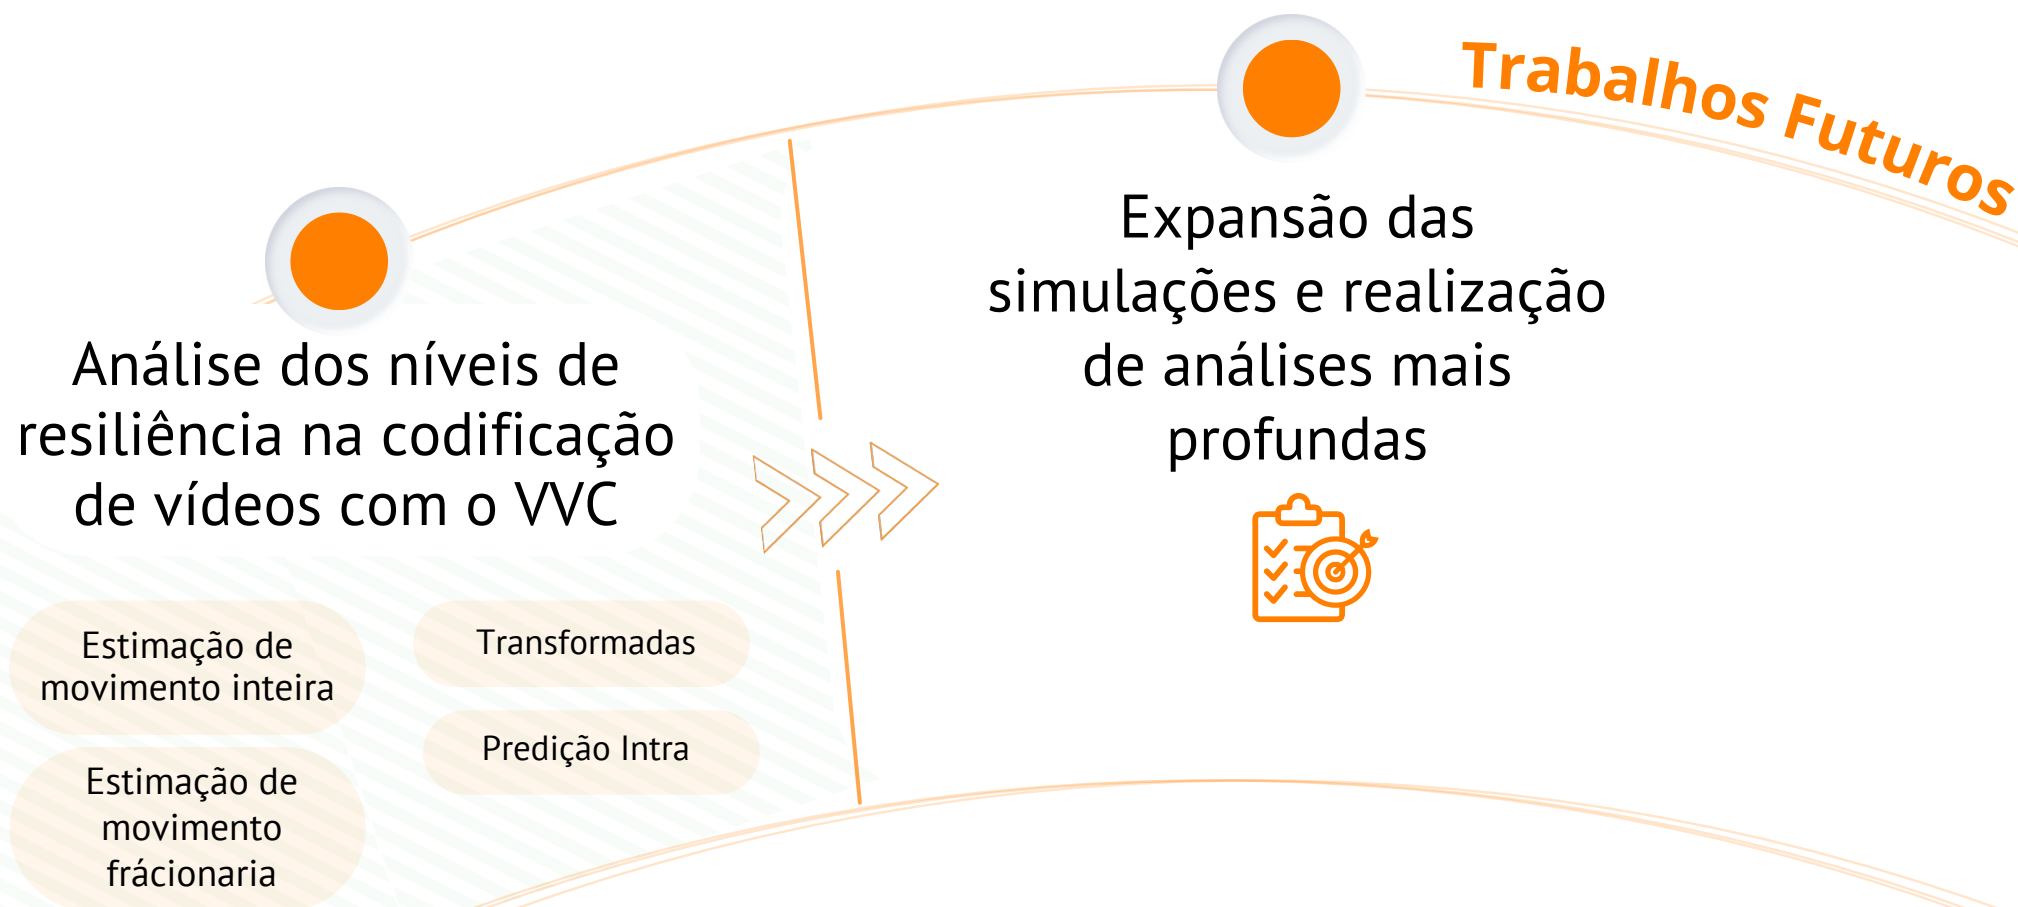 Trabalhos Futuros
Análise dos níveis de
resiliência na codificação
de vídeos com o VVC
Estimação de
movimento inteira
Estimação de
movimento
frácionaria
Transformadas
Predição Intra
Expansão das
simulações e realização
de análises mais
profundas